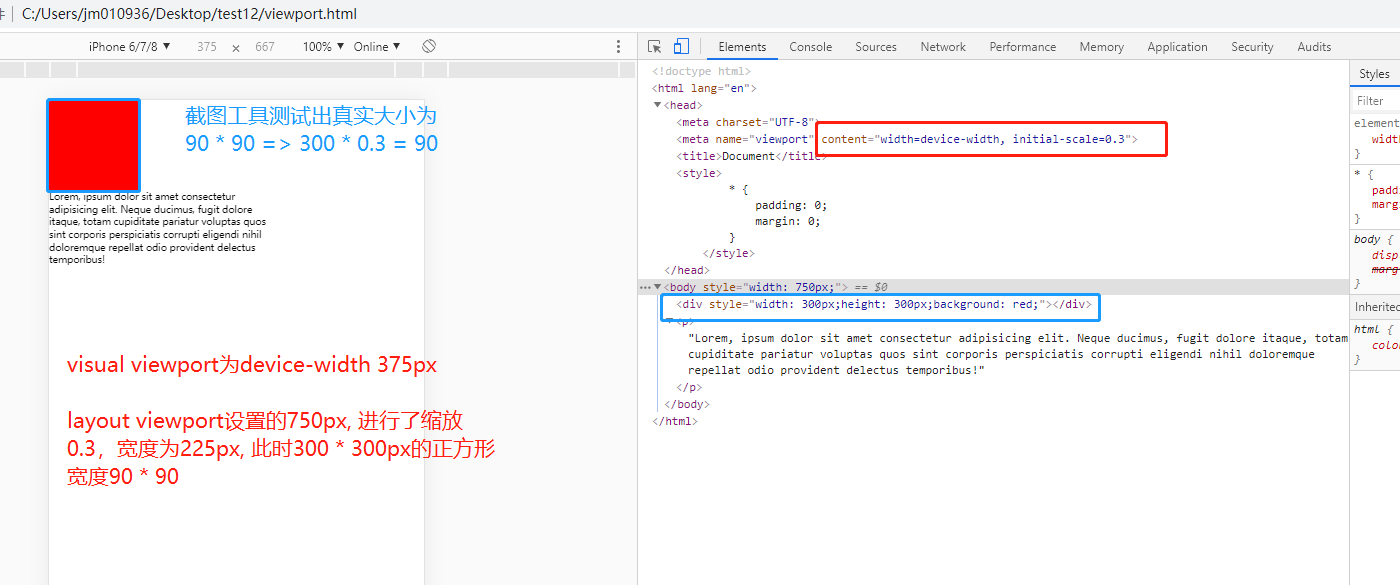 C:/Users/jm010936/Desktop/test12/viewport.html
iPhone 6/7/8 ▼ 375 × 667 100% ▼ Online ▼
Elements Console Sources Network Performance Memory Application Security Audits
截图工具测试出真实大小为
90 * 90 => 300 * 0.3 = 90
Lorem, ipsum dolor sit amet consectetur
adipisicing elit. Neque ducimus, fugit dolore
itaque, totam cupiditate pariatur voluptas quos
sint corporis perspiciatis corrupti eligendi nihil
doloremque repellat odio provident delectus
temporibus!
visual viewport为device-width 375px
layout viewport设置的750px, 进行了缩放
0.3，宽度为225px, 此时300 * 300px的正方形
宽度90 * 90
<!doctype html>
<html lang="en">
▼<head>
<meta charset="UTF-8">
<meta name="viewport" content="width=device-width, initial-scale=0.3">
<title>Document</title>
<style>
* {
padding: 0;
margin: 0;
}
</style>
</head>
▼<body style="width: 750px;"> == $0
<div style="width: 300px;height: 300px;background: red;"></div>
▼<p>
"Lorem, ipsum dolor sit amet consectetur adipisicing elit. Neque ducimus, fugit dolore itaque, totam
cupiditate pariatur voluptas quos sint corporis perspiciatis corrupti eligendi nihil doloremque
repellat odio provident delectus temporibus!"
</p>
</body>
</html>
Styles
Filter
element
widt
}
* {
padd
marg
}
body {
disp
marg
}
Inherited
html {
colo
}